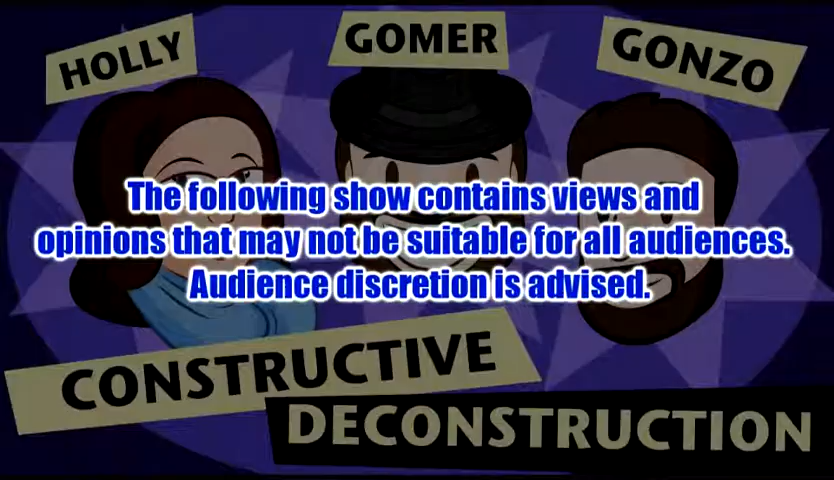 HOLLY
GOMER
GONZO
The following show contains views and
opinions that may not be suitable for all audiences.
Audience discretion is advised.
CONSTRUCTIVE
DECONSTRUCTION